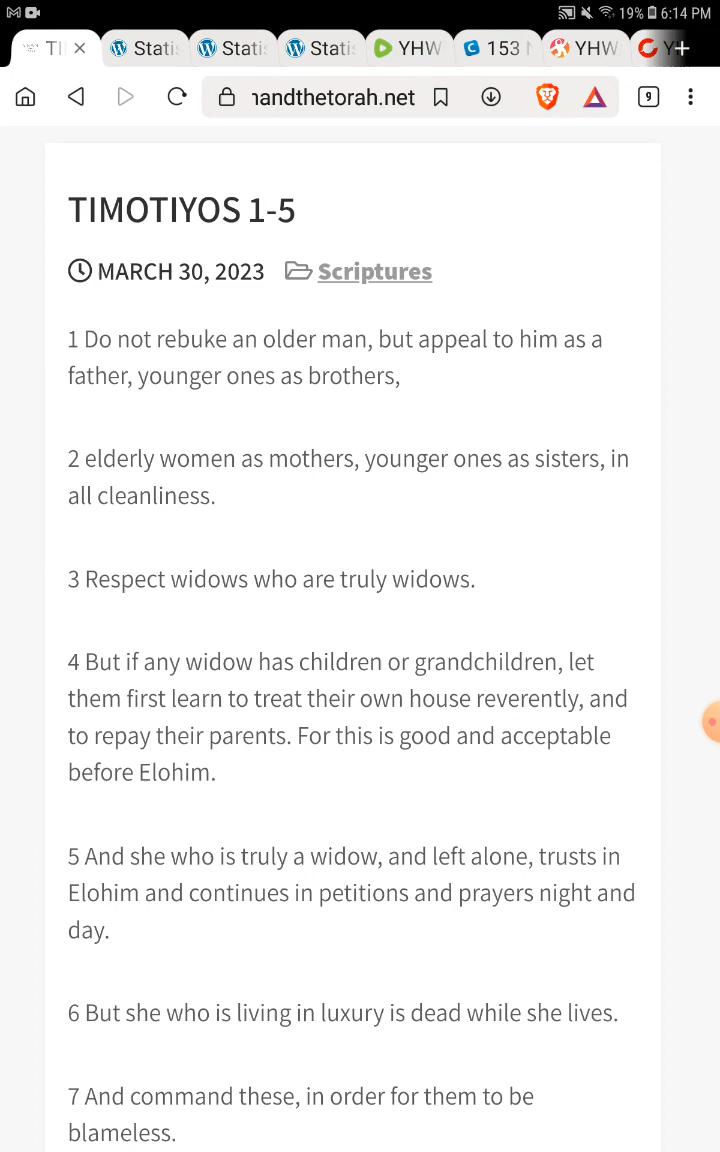 19% 6:14 PM
TI Statis Statis Statis YHW 153 YHW
handthetorah.net 9
TIMOTIYOS 1-5
MARCH 30, 2023 Scriptures
1 Do not rebuke an older man, but appeal to him as a
father, younger ones as brothers,
2 elderly women as mothers, younger ones as sisters, in
all cleanliness.
3 Respect widows who are truly widows.
4 But if any widow has children or grandchildren, let
them first learn to treat their own house reverently, and
to repay their parents. For this is good and acceptable
before Elohim.
5 And she who is truly a widow, and left alone, trusts in
Elohim and continues in petitions and prayers night and
day.
6 But she who is living in luxury is dead while she lives.
7 And command these, in order for them to be
blameless.